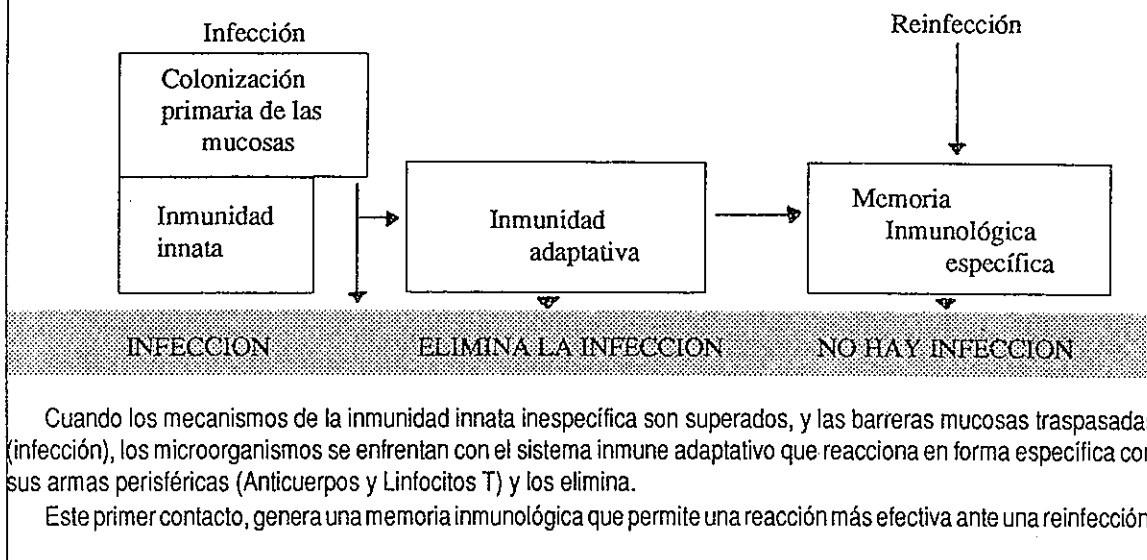 Infección
Reinfección
Colonización
primaria de las
mucosas
Inmunidad
innata
Inmunidad
adaptativa
Memoria
Inmunológica
específica
INFECCION
ELIMINA LA INFECCION
NO HAY INFECCION
Cuando los mecanismos de la inmunidad innata inespecífica son superados, y las barreras mucosas traspasada
(infección), los microorganismos se enfrentan con el sistema inmune adaptativo que reacciona en forma específica con
sus armas perisféricas (Anticuerpos y Linfocitos T) y los elimina.
Este primer contacto, genera una memoria inmunológica que permite una reacción más efectiva ante una reinfección